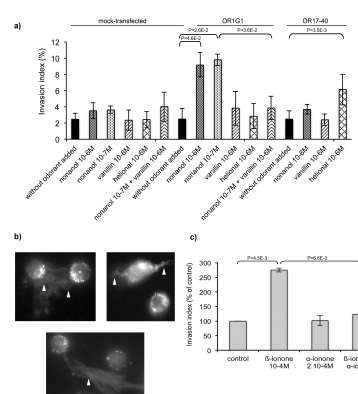 a)
mock-transfected
OR1G1
OR17-40
P=2.6E-2
P=4.6E-2
P=3.6E-2
P=3.5E-3
Invasion index (%)
12
10
8
6
4
2
0
without odorant added
nonanol 10-6M
nonanol 10-7M
vanillin 10-6M
helional 10-6M
nonanol 10-7M + vanillin 10-6M
without odorant added
nonanol 10-6M
nonanol 10-7M
vanillin 10-6M
helional 10-6M
nonanol 10-7M + vanillin 10-6M
without odorant added
nonanol 10-6M
vanillin 10-6M
helional 10-6M
b)
c)
P=4.5E-3
P=6.6E-3
Invasion index (% of control)
300
250
200
150
100
50
0
control
ß-ionone
10-4M
α-ionone
2.10-4M